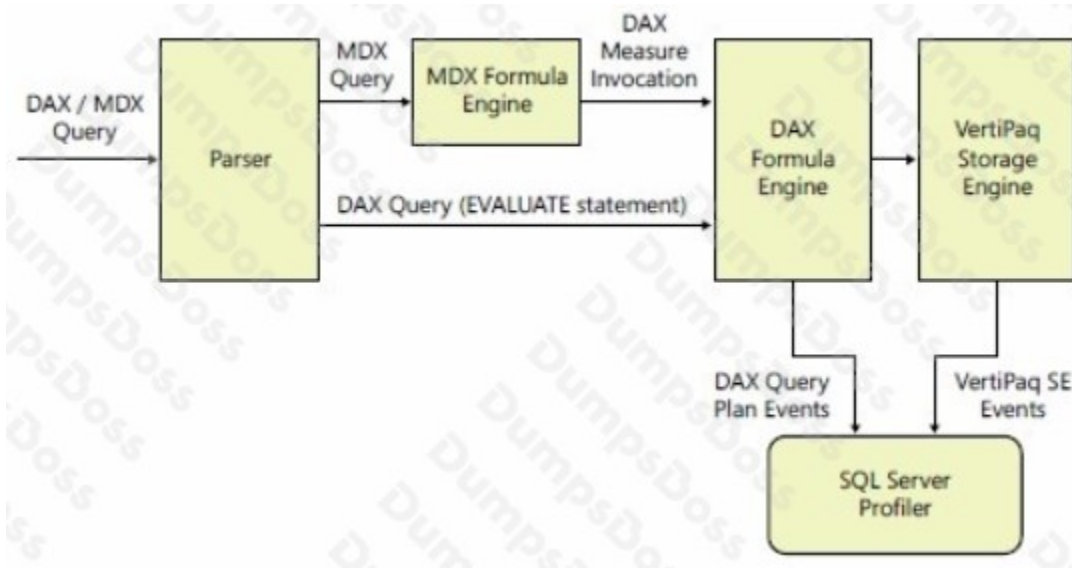 DAX / MDX
Query
Parser
MDX
Query
MDX Formula
Engine
DAX
Measure
Invocation
DAX Query (EVALUATE statement)
DAX
Formula
Engine
VertiPaq
Storage
Engine
DAX Query
Plan Events
VertiPaq SE
Events
SQL Server
Profiler
DumpsDoss